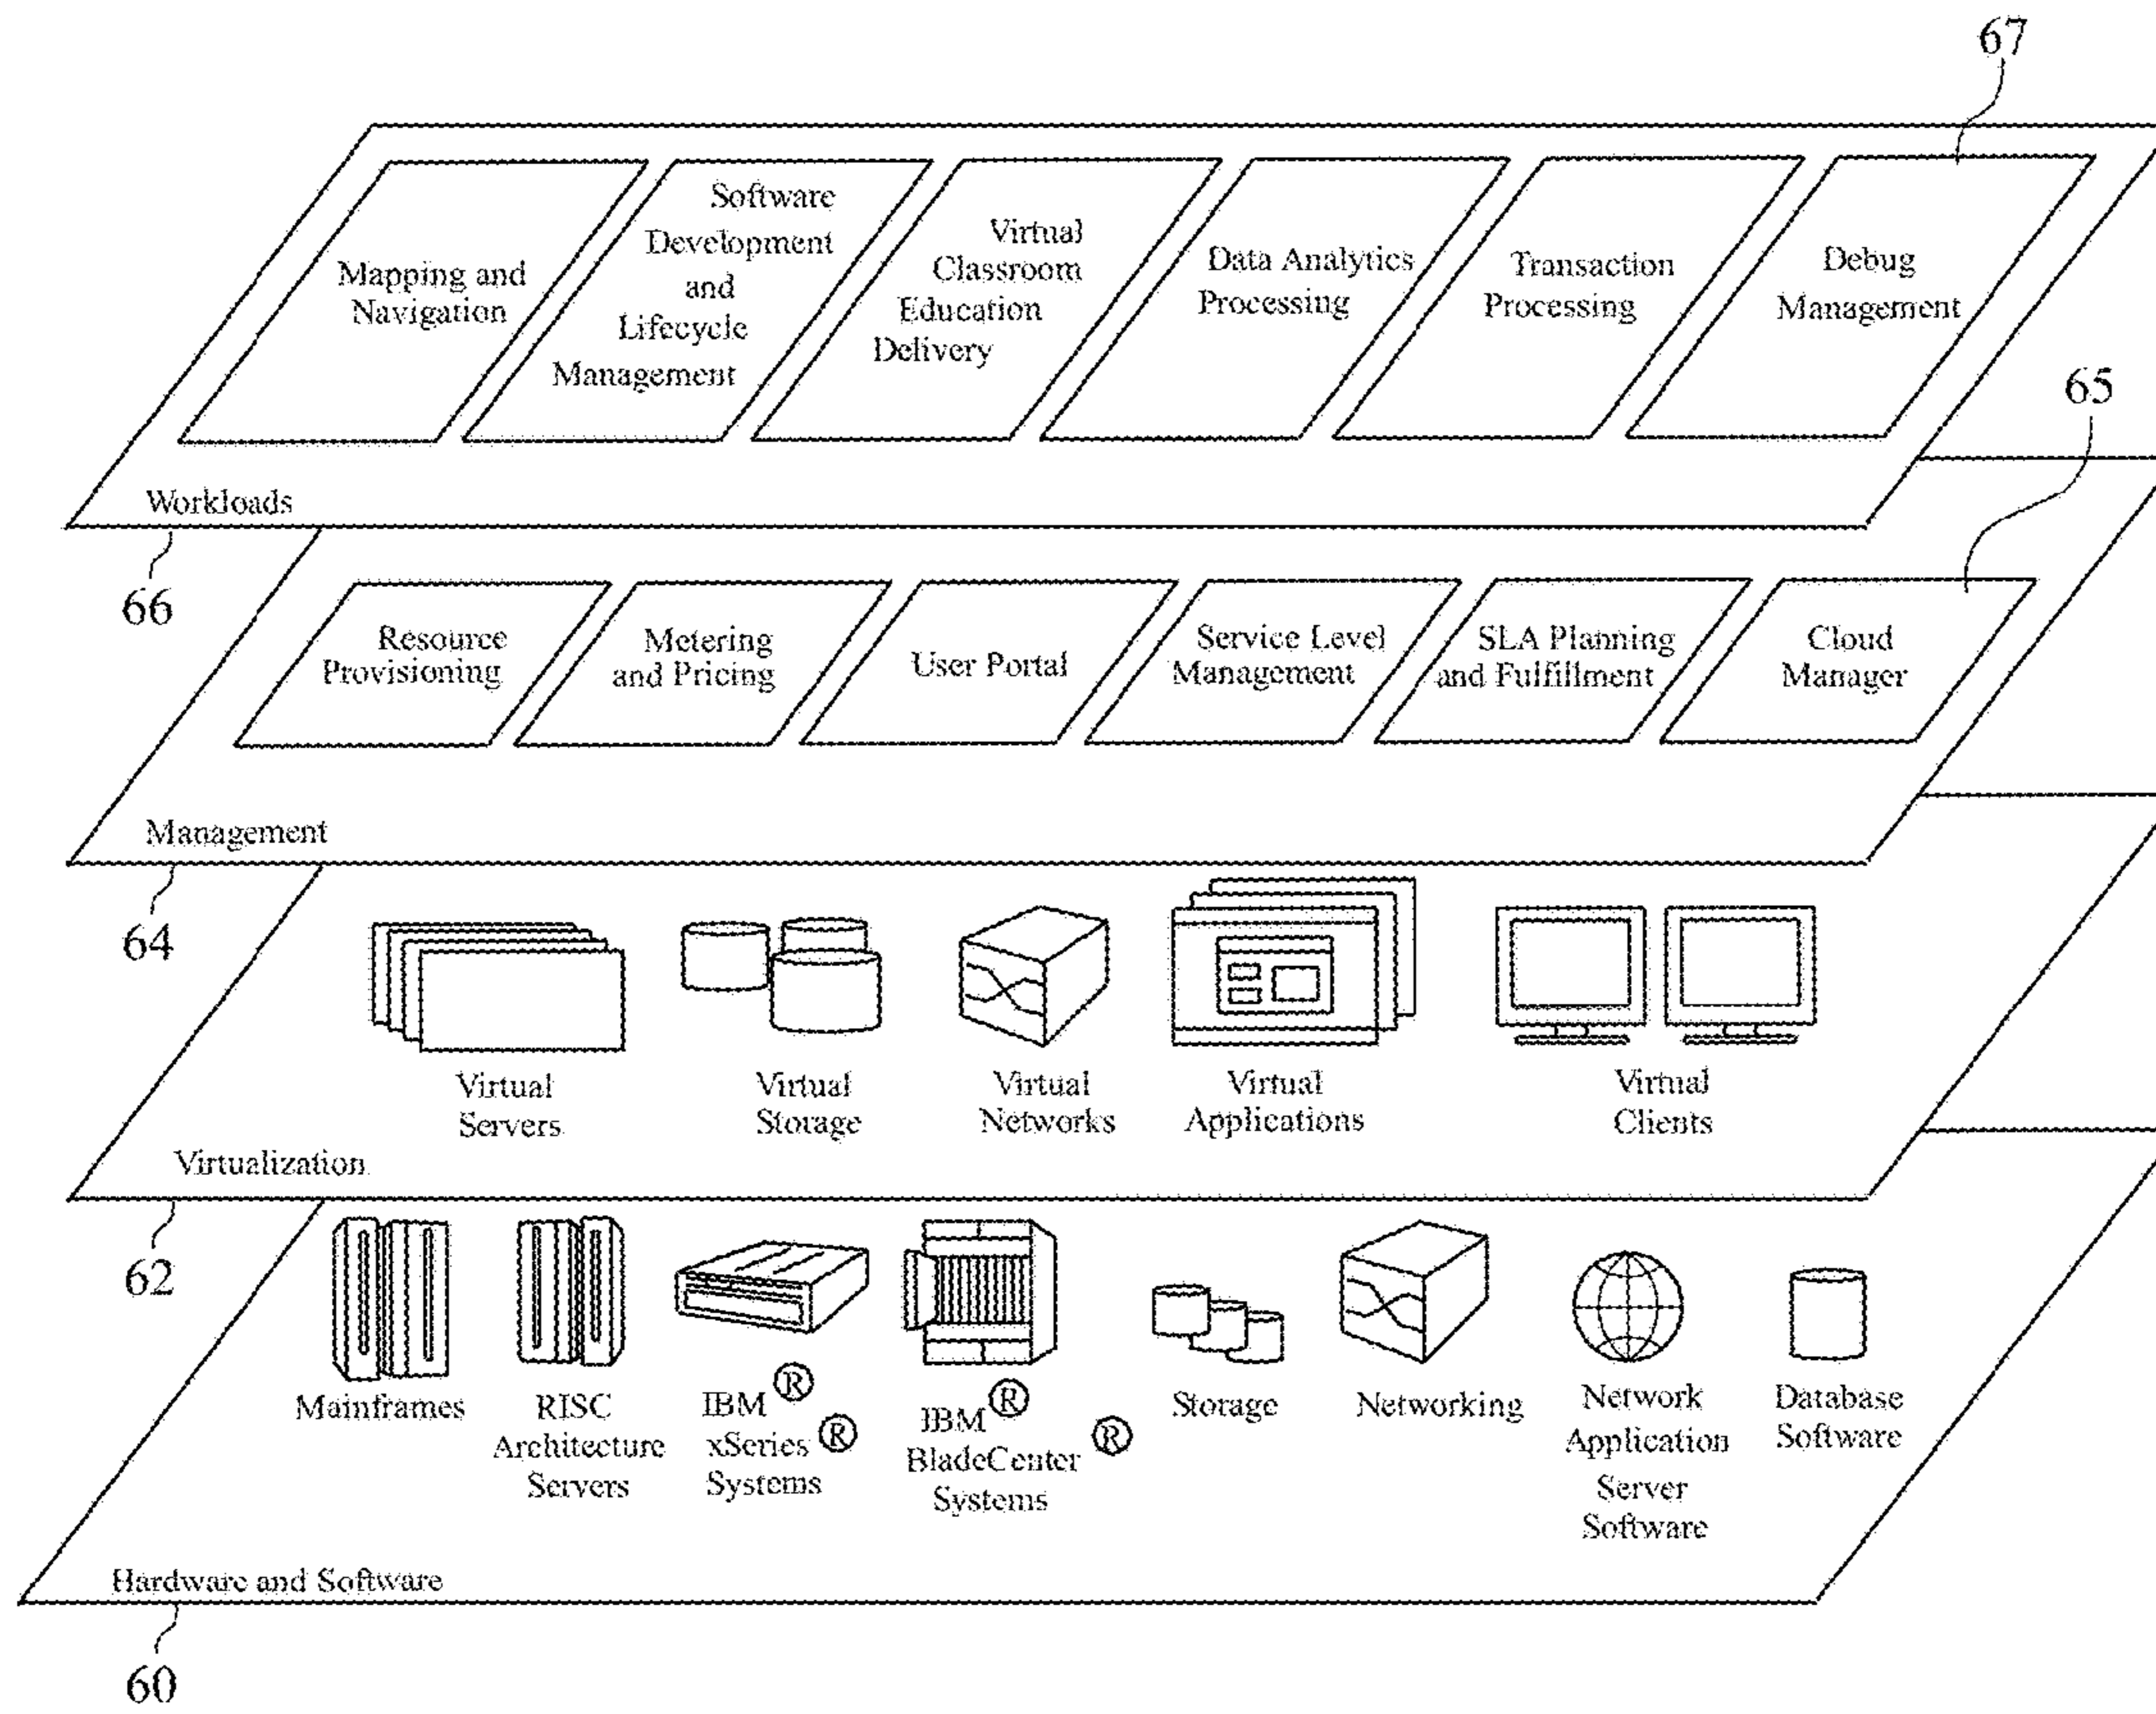 67
Mapping and
Navigation
Software
Development
and
Lifecycle
Management
Virtual
Classroom
Education
Delivery
Data Analytics
Processing
Transaction
Processing
Debug
Management
65
Workloads
66
Resource
Provisioning
Metering
and Pricing
User Portal
Service Level
Management
SLA Planning
and Fulfillment
Cloud
Manager
Management
64
Virtual
Servers
Virtual
Storage
Virtual
Networks
Virtual
Applications
Virtual
Clients
Virtualization
62
Mainframes
RISC
Architecture
Servers
IBM ®
xSeries ®
Systems
IBM ®
BladeCenter ®
Systems
Storage
Networking
Network
Application
Server
Software
Database
Software
Hardware and Software
60